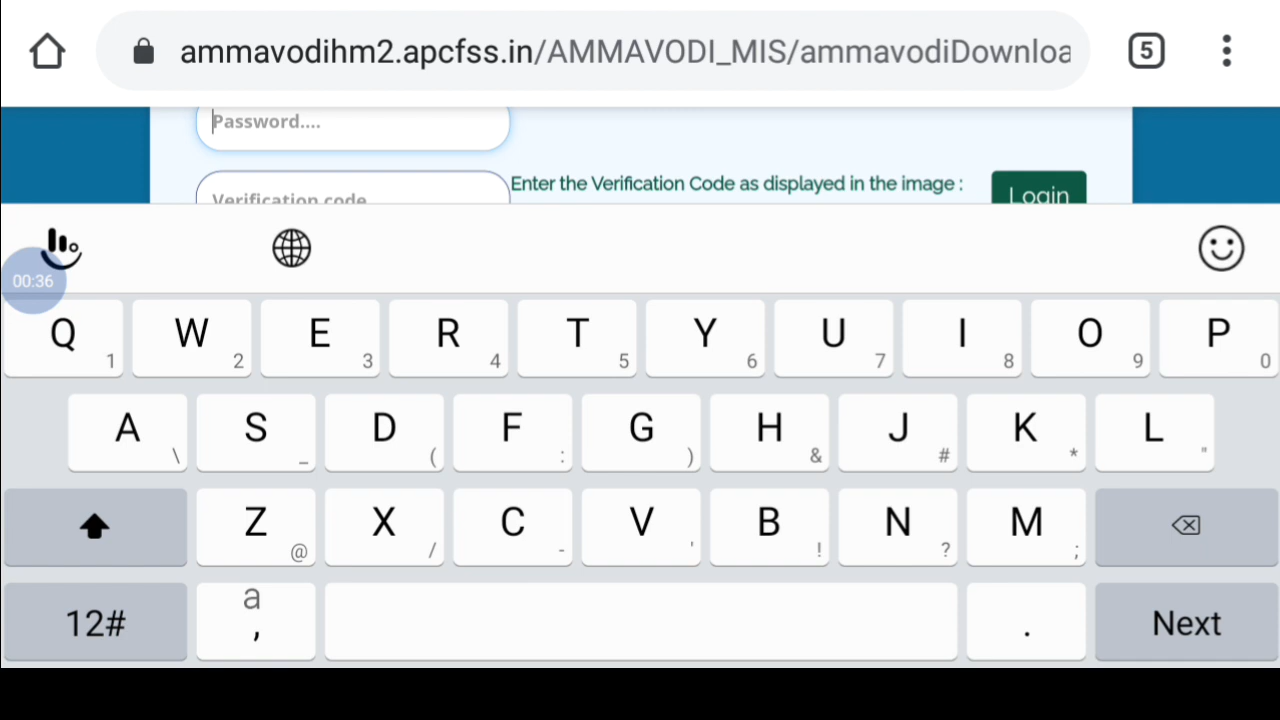 ammavodihm2.apcfss.in/AMMAVODI_MIS/ammavodiDownloa
5
Password....
Enter the Verification Code as displayed in the image :
Login
Verification code
00:36
Q 1 W 2 E 3 R 4 T 5 Y 6 U 7 I 8 O 9 P 0
A \ S _ D ( F : G ) H & J # K * L "
Z @ X / C - V ' B ! N ? M ;
12# a , . Next